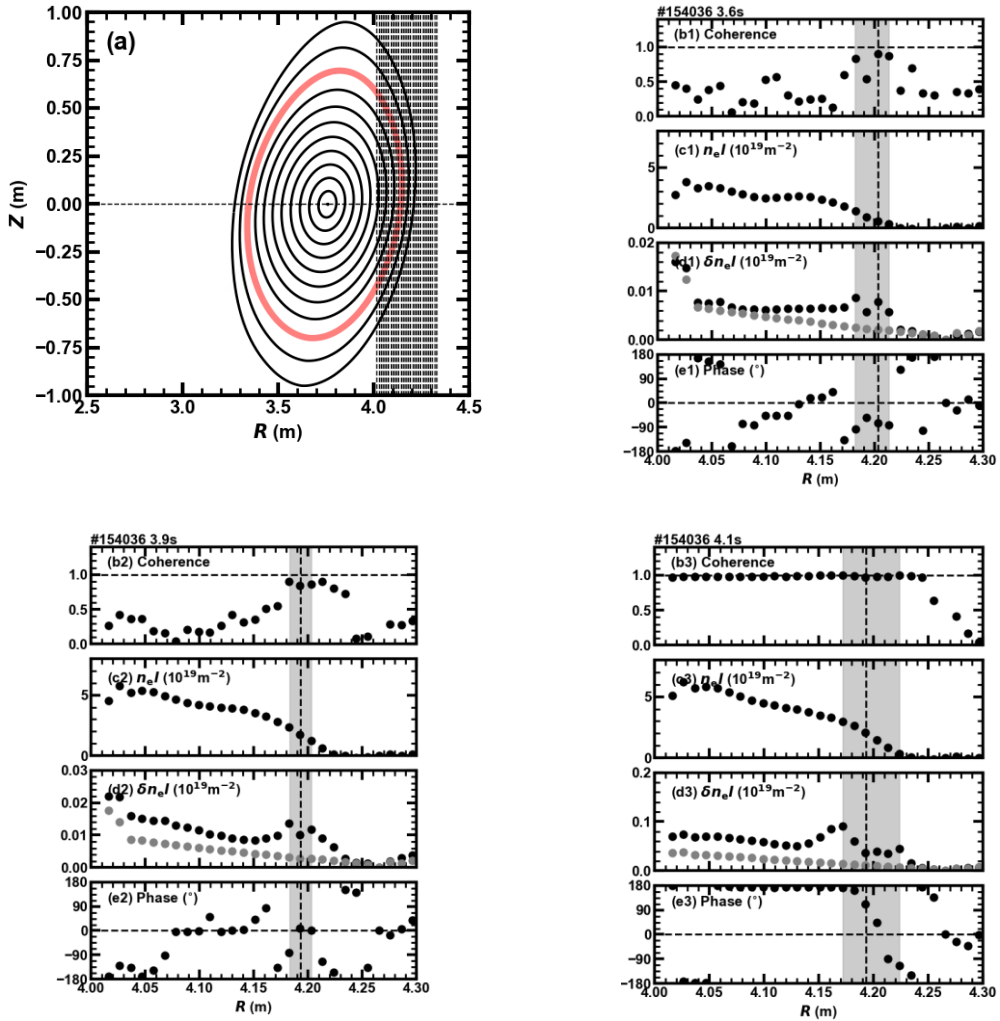 (a)
1.00
0.75
0.50
0.25
0.00
−0.25
−0.50
−0.75
−1.00
Z (m)
2.5 3.0 3.5 4.0 4.5
R (m)
#154036 3.6s
(b1) Coherence
1.0
0.5
0.0
(c1) nₑl (10¹⁹m⁻²)
5
0
0.02
(d1) δnₑl (10¹⁹m⁻²)
0.01
0.00
180
(e1) Phase (°)
90
0
−90
−180
4.00 4.05 4.10 4.15 4.20 4.25 4.30
R (m)
#154036 3.9s
(b2) Coherence
1.0
0.5
0.0
(c2) nₑl (10¹⁹m⁻²)
5
0
0.03
(d2) δnₑl (10¹⁹m⁻²)
0.02
0.01
0.00
180
(e2) Phase (°)
90
0
−90
−180
4.00 4.05 4.10 4.15 4.20 4.25 4.30
R (m)
#154036 4.1s
(b3) Coherence
1.0
0.5
0.0
(c3) nₑl (10¹⁹m⁻²)
5
0
0.2
(d3) δnₑl (10¹⁹m⁻²)
0.1
0.0
180
(e3) Phase (°)
90
0
−90
−180
4.00 4.05 4.10 4.15 4.20 4.25 4.30
R (m)